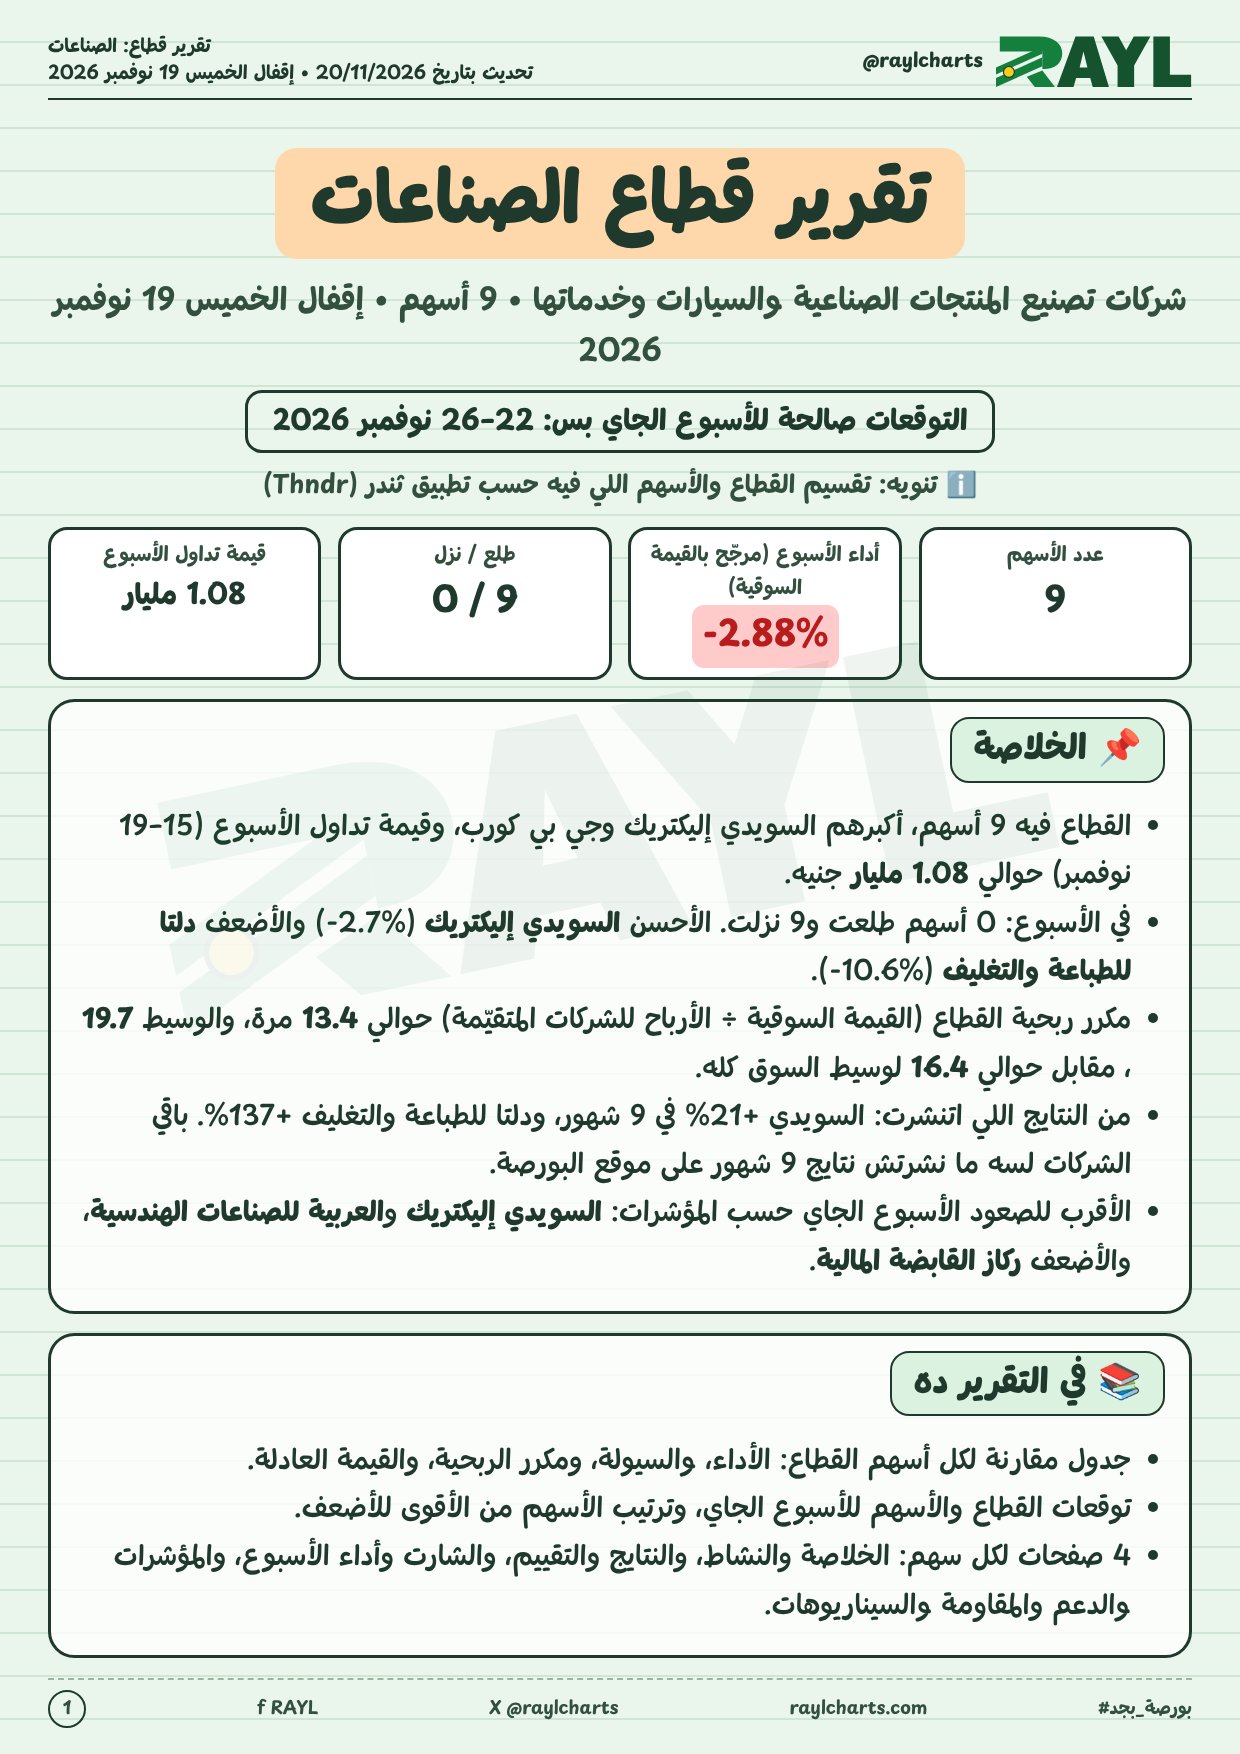 RAYL
@raylcharts
تقرير قطاع: الصناعات
تحديث بتاريخ 20/11/2026 • إقفال الخميس 19 نوفمبر 2026
تقرير قطاع الصناعات
شركات تصنيع المنتجات الصناعية والسيارات وخدماتها • 9 أسهم • إقفال الخميس 19 نوفمبر
2026
التوقعات صالحة للأسبوع الجاي بس: 22–26 نوفمبر 2026
ℹ️ تنويه: تقسيم القطاع والأسهم اللي فيه حسب تطبيق ثندر (Thndr)
عدد الأسهم
9
أداء الأسبوع (مرجّح بالقيمة
السوقية)
-2.88%
طلع / نزل
0 / 9
قيمة تداول الأسبوع
1.08 مليار
📌 الخلاصة
• القطاع فيه 9 أسهم، أكبرهم السويدي إليكتريك وجي بي كورب، وقيمة تداول الأسبوع (15–19
نوفمبر) حوالي 1.08 مليار جنيه.
• في الأسبوع: 0 أسهم طلعت و9 نزلت. الأحسن السويدي إليكتريك (-2.7%) والأضعف دلتا
للطباعة والتغليف (-10.6%).
• مكرر ربحية القطاع (القيمة السوقية ÷ الأرباح للشركات المتقيّمة) حوالي 13.4 مرة، والوسيط 19.7
، مقابل حوالي 16.4 لوسيط السوق كله.
• من النتايج اللي اتنشرت: السويدي +21% في 9 شهور، ودلتا للطباعة والتغليف +137%. باقي
الشركات لسه ما نشرتش نتايج 9 شهور على موقع البورصة.
• الأقرب للصعود الأسبوع الجاي حسب المؤشرات: السويدي إليكتريك والعربية للصناعات الهندسية،
والأضعف ركاز القابضة المالية.
📚 في التقرير ده
• جدول مقارنة لكل أسهم القطاع: الأداء، والسيولة، ومكرر الربحية، والقيمة العادلة.
• توقعات القطاع والأسهم للأسبوع الجاي، وترتيب الأسهم من الأقوى للأضعف.
• 4 صفحات لكل سهم: الخلاصة والنشاط، والنتايج والتقييم، والشارت وأداء الأسبوع، والمؤشرات
والدعم والمقاومة والسيناريوهات.
#بورصة_بجد
raylcharts.com
X @raylcharts
f RAYL
1